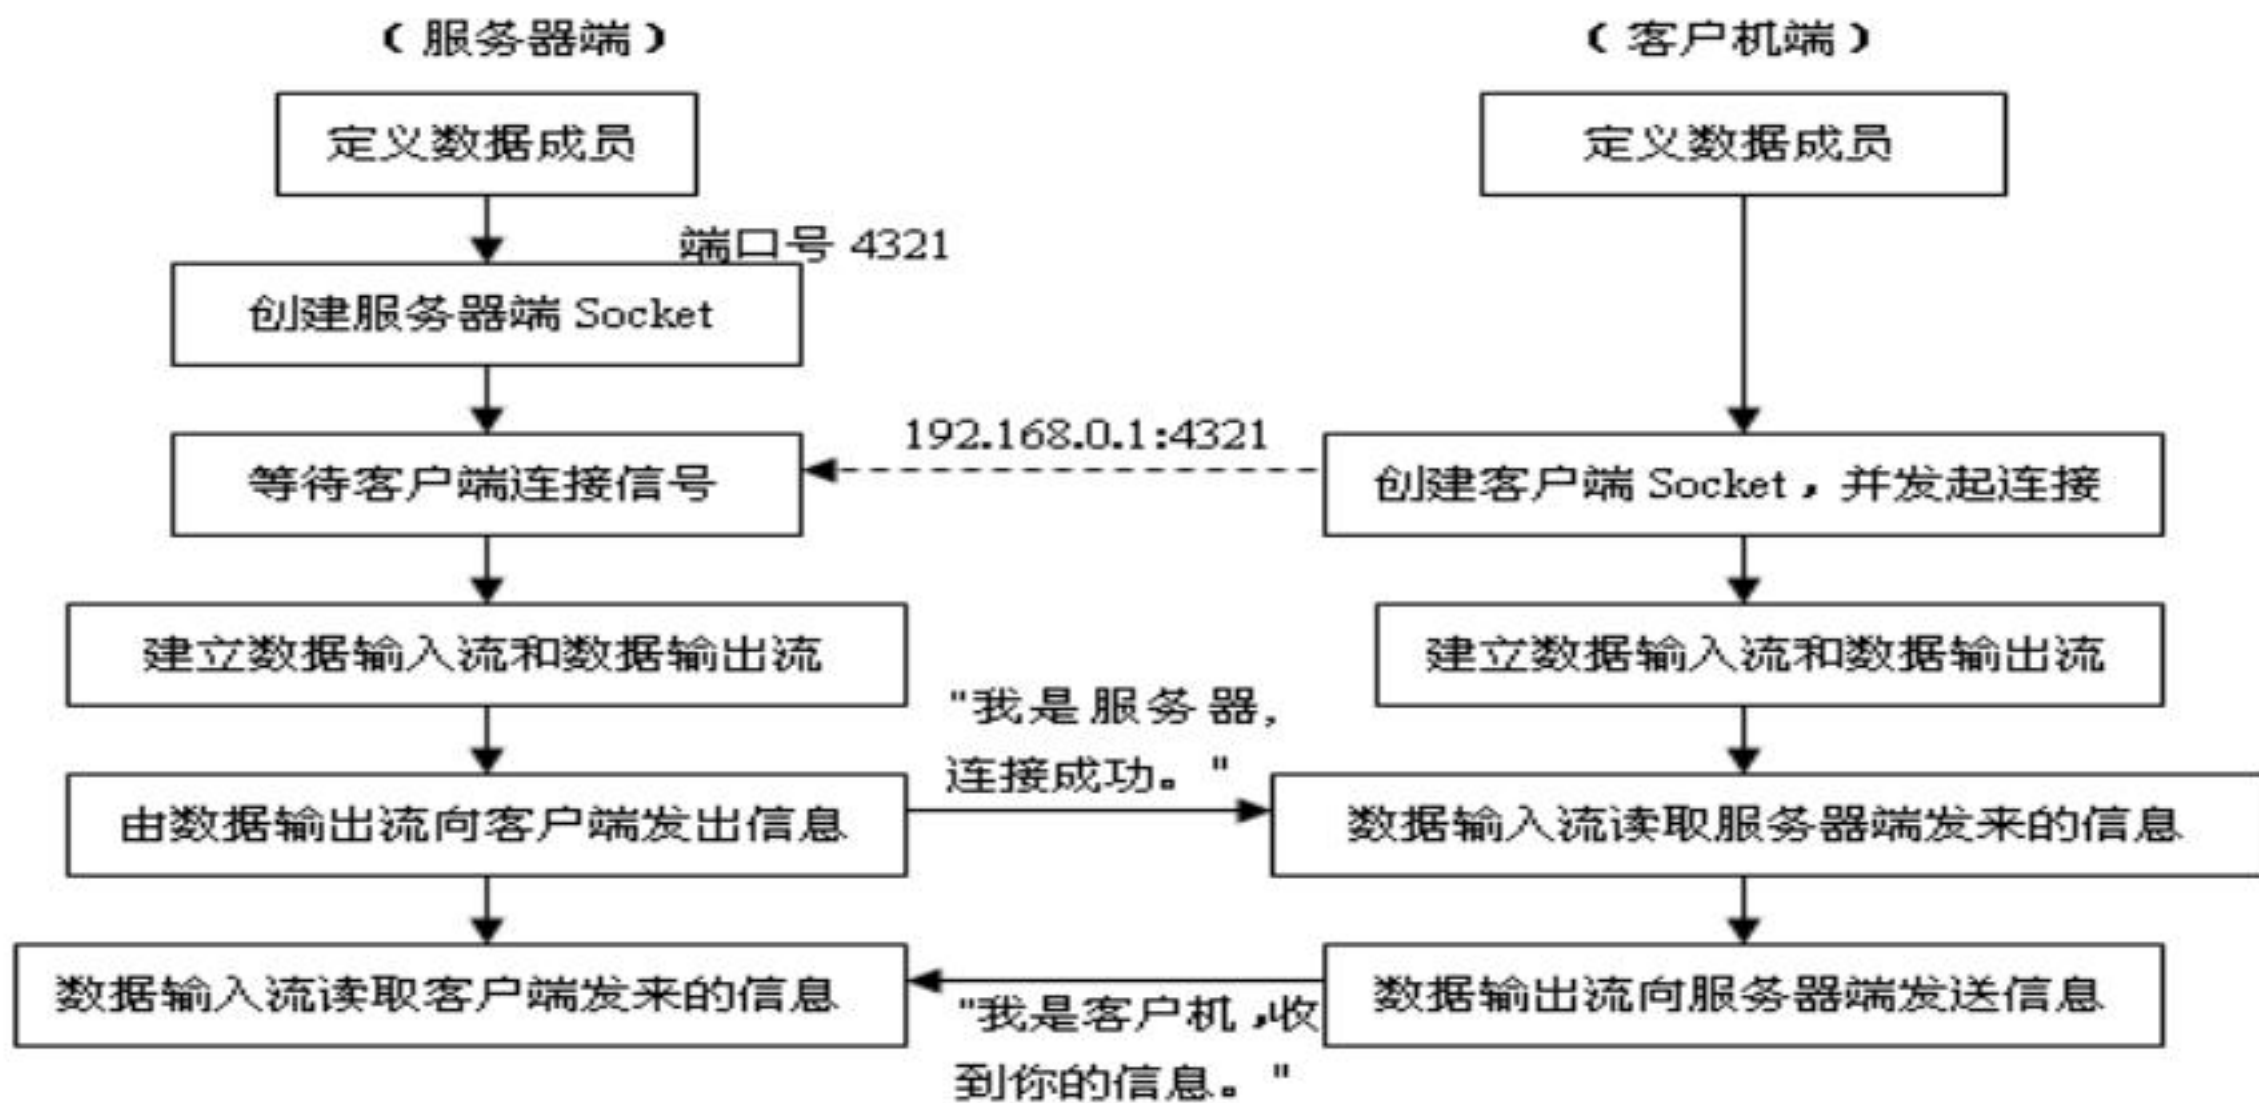 （服务器端）
（客户机端）
定义数据成员
定义数据成员
端口号 4321
创建服务器端 Socket
192.168.0.1:4321
等待客户端连接信号
创建客户端 Socket，并发起连接
建立数据输入流和数据输出流
建立数据输入流和数据输出流
"我是服务器,
连接成功。"
由数据输出流向客户端发出信息
数据输入流读取服务器端发来的信息
数据输入流读取客户端发来的信息
数据输出流向服务器端发送信息
"我是客户机，收
到你的信息。"